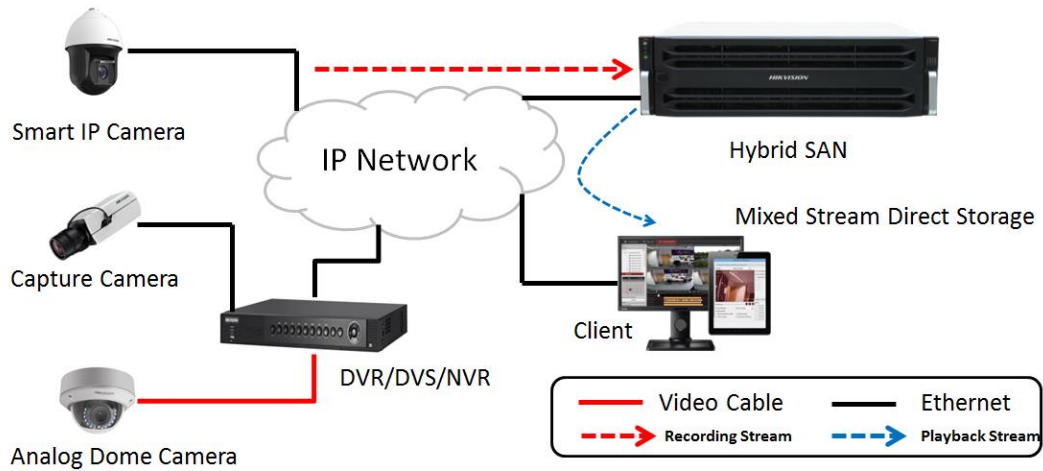 Smart IP Camera
HIKVISION
IP Network
Hybrid SAN
Mixed Stream Direct Storage
Capture Camera
Client
DVR/DVS/NVR
Video Cable
Ethernet
Recording Stream
Playback Stream
Analog Dome Camera